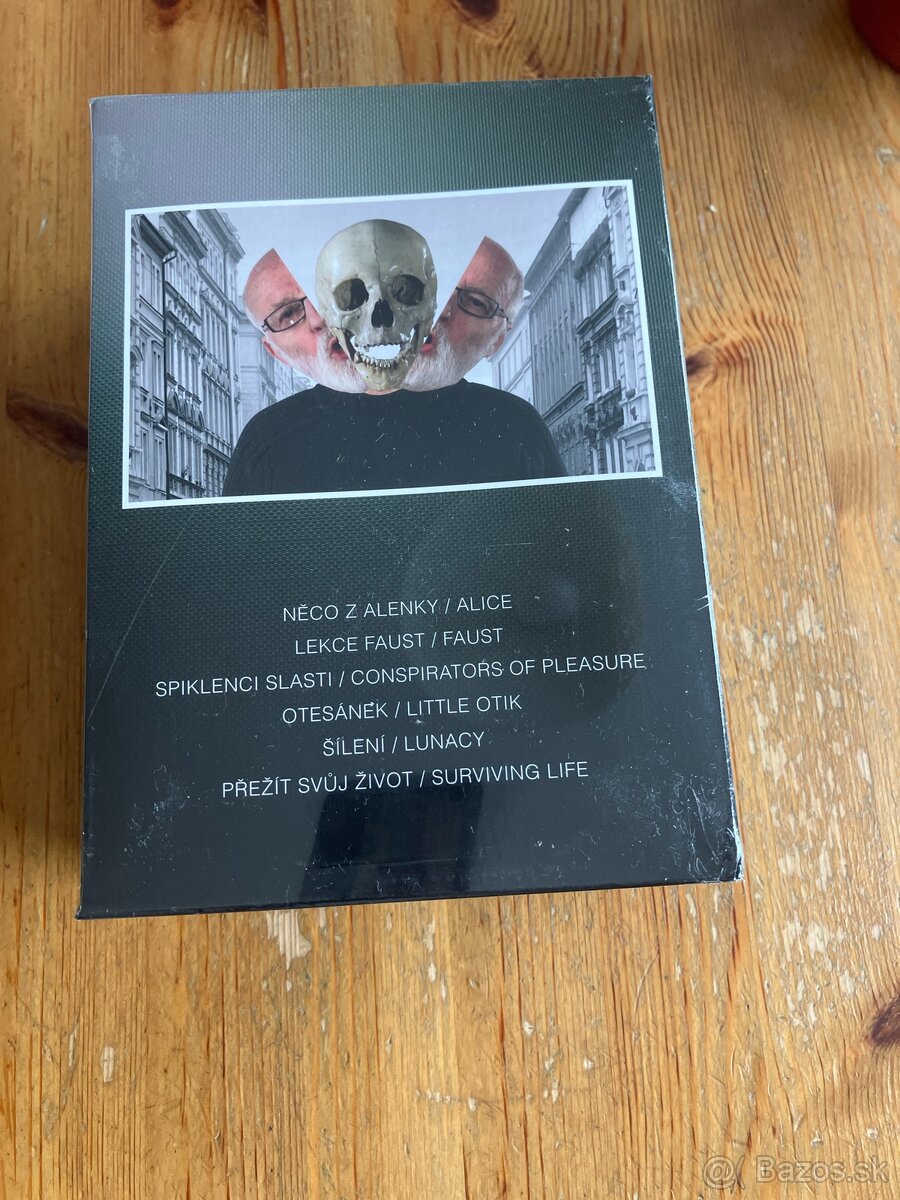 NĚCO Z ALENKY / ALICE
LEKCE FAUST / FAUST
SPIKLENCI SLASTI / CONSPIRATORS OF PLEASURE
OTESÁNEK / LITTLE OTIK
ŠÍLENÍ / LUNACY
PŘEŽÍT SVŮJ ŽIVOT / SURVIVING LIFE
@ Bazos.sk